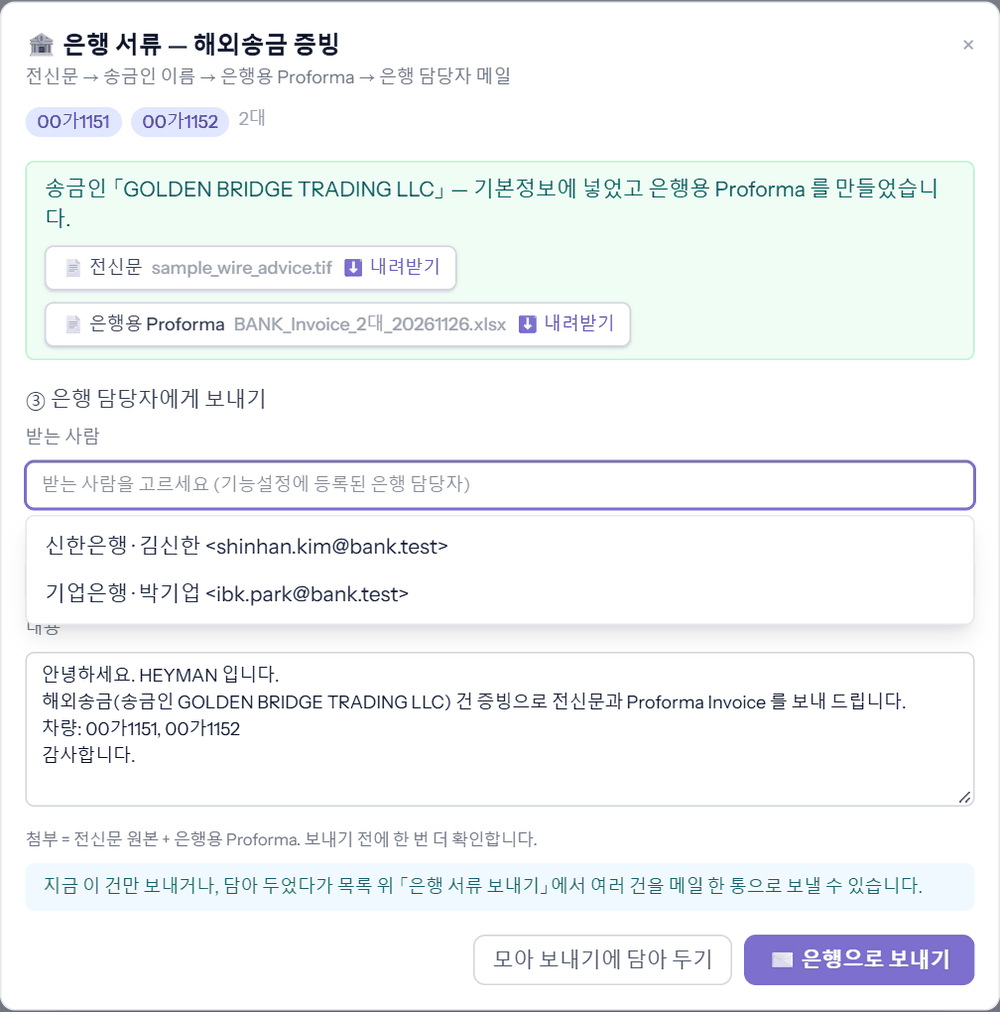 은행 서류 — 해외송금 증빙
전신문 → 송금인 이름 → 은행용 Proforma → 은행 담당자 메일
00가1151 00가1152 2대
송금인 「GOLDEN BRIDGE TRADING LLC」 — 기본정보에 넣었고 은행용 Proforma 를 만들었습니
다.
전신문 sample_wire_advice.tif 내려받기
은행용 Proforma BANK_Invoice_2대_20261126.xlsx 내려받기
③ 은행 담당자에게 보내기
받는 사람
받는 사람을 고르세요 (기능설정에 등록된 은행 담당자)
신한은행 · 김신한 <shinhan.kim@bank.test>
기업은행 · 박기업 <ibk.park@bank.test>
내용
안녕하세요. HEYMAN 입니다.
해외송금(송금인 GOLDEN BRIDGE TRADING LLC) 건 증빙으로 전신문과 Proforma Invoice 를 보내 드립니다.
차량: 00가1151, 00가1152
감사합니다.
첨부 = 전신문 원본 + 은행용 Proforma. 보내기 전에 한 번 더 확인합니다.
지금 이 건만 보내거나, 담아 두었다가 목록 위 「은행 서류 보내기」에서 여러 건을 메일 한 통으로 보낼 수 있습니다.
모아 보내기에 담아 두기
은행으로 보내기